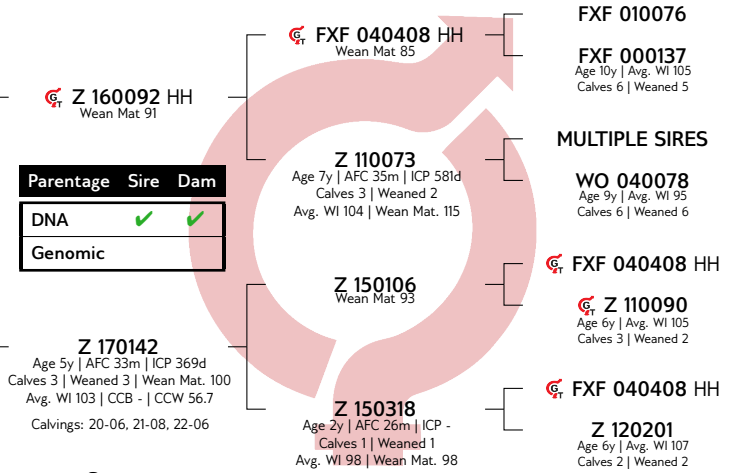 FXF 010076
G T FXF 040408 HH
Wean Mat 85
FXF 000137
Age 10y | Avg. WI 105
Calves 6 | Weaned 5
G T Z 160092 HH
Wean Mat 91
MULTIPLE SIRES
Z 110073
Age 7y | AFC 35m | ICP 581d
Calves 3 | Weaned 2
Avg. WI 104 | Wean Mat. 115
WO 040078
Age 9y | Avg. WI 95
Calves 6 | Weaned 6
Parentage Sire Dam
DNA ✔ ✔
Genomic
G T FXF 040408 HH
Z 150106
Wean Mat 93
G T Z 110090
Age 6y | Avg. WI 105
Calves 3 | Weaned 2
Z 170142
Age 5y | AFC 33m | ICP 369d
Calves 3 | Weaned 3 | Wean Mat. 100
Avg. WI 103 | CCB - | CCW 56.7
Calvings: 20-06, 21-08, 22-06
G T FXF 040408 HH
Z 150318
Age 2y | AFC 26m | ICP -
Calves 1 | Weaned 1
Avg. WI 98 | Wean Mat. 98
Z 120201
Age 6y | Avg. WI 107
Calves 2 | Weaned 2